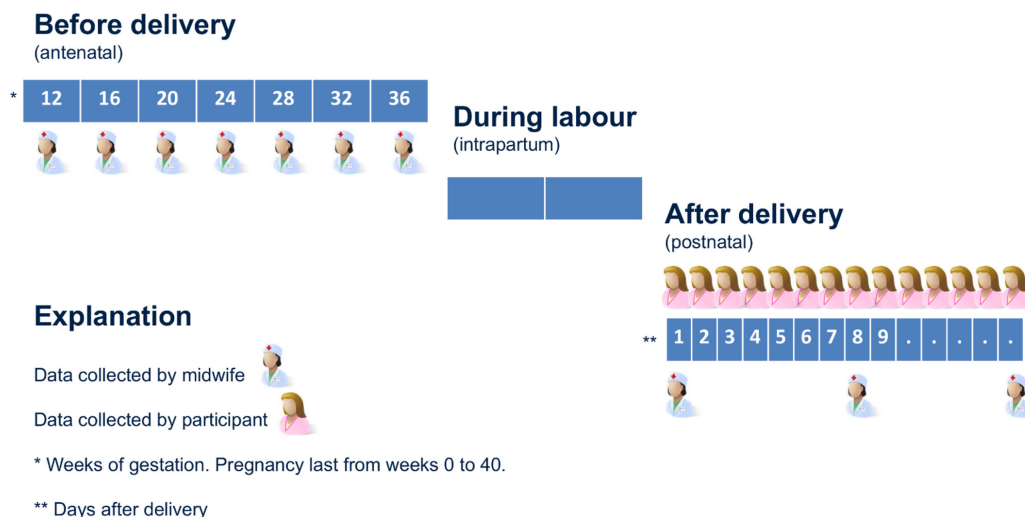 Before delivery
(antenatal)
* 12 16 20 24 28 32 36
During labour
(intrapartum)
After delivery
(postnatal)
** 1 2 3 4 5 6 7 8 9 . . . . .
Explanation
Data collected by midwife
Data collected by participant
* Weeks of gestation. Pregnancy last from weeks 0 to 40.
** Days after delivery